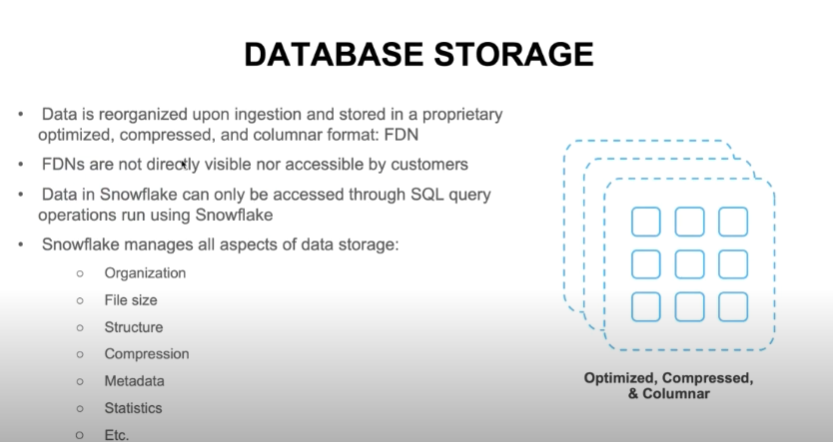 DATABASE STORAGE
• Data is reorganized upon ingestion and stored in a proprietary
optimized, compressed, and columnar format: FDN
• FDNs are not directly visible nor accessible by customers
• Data in Snowflake can only be accessed through SQL query
operations run using Snowflake
• Snowflake manages all aspects of data storage:
○ Organization
○ File size
○ Structure
○ Compression
○ Metadata
○ Statistics
○ Etc.
Optimized, Compressed,
& Columnar